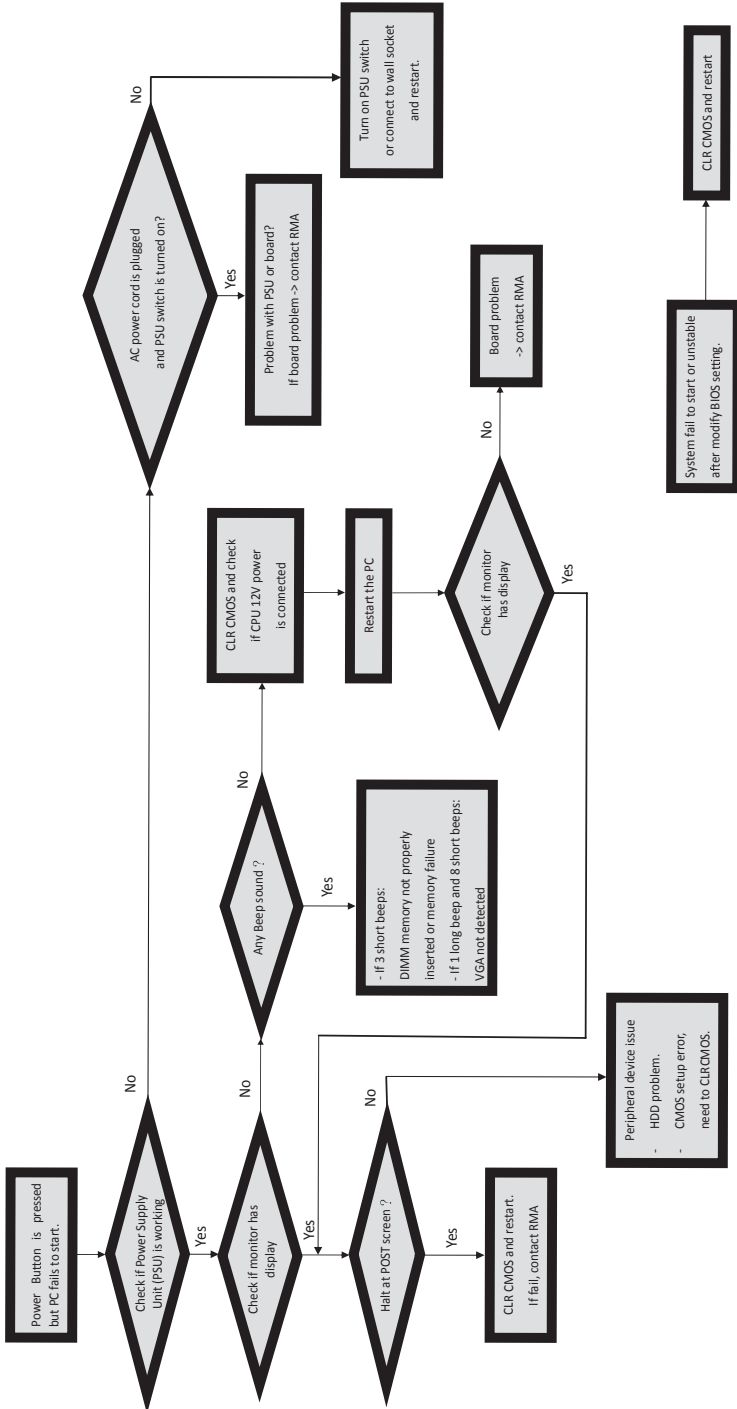 Power Button is pressed
but PC fails to start.
Check if Power Supply
Unit (PSU) is working
No
Yes
AC power cord is plugged
and PSU switch is turned on?
No
Yes
Turn on PSU switch
or connect to wall socket
and restart.
Problem with PSU or board?
If board problem -> contact RMA
Check if monitor has
display
No
Yes
Any Beep sound ?
No
Yes
CLR CMOS and check
if CPU 12V power
is connected
Restart the PC
Check if monitor
has display
No
Yes
Board problem
-> contact RMA
- If 3 short beeps:
DIMM memory not properly
inserted or memory failure
- If 1 long beep and 8 short beeps:
VGA not detected
Halt at POST screen ?
No
Yes
CLR CMOS and restart.
If fail, contact RMA
Peripheral device issue
- HDD problem.
- CMOS setup error,
need to CLRCMOS.
System fail to start or unstable
after modify BIOS setting.
CLR CMOS and restart